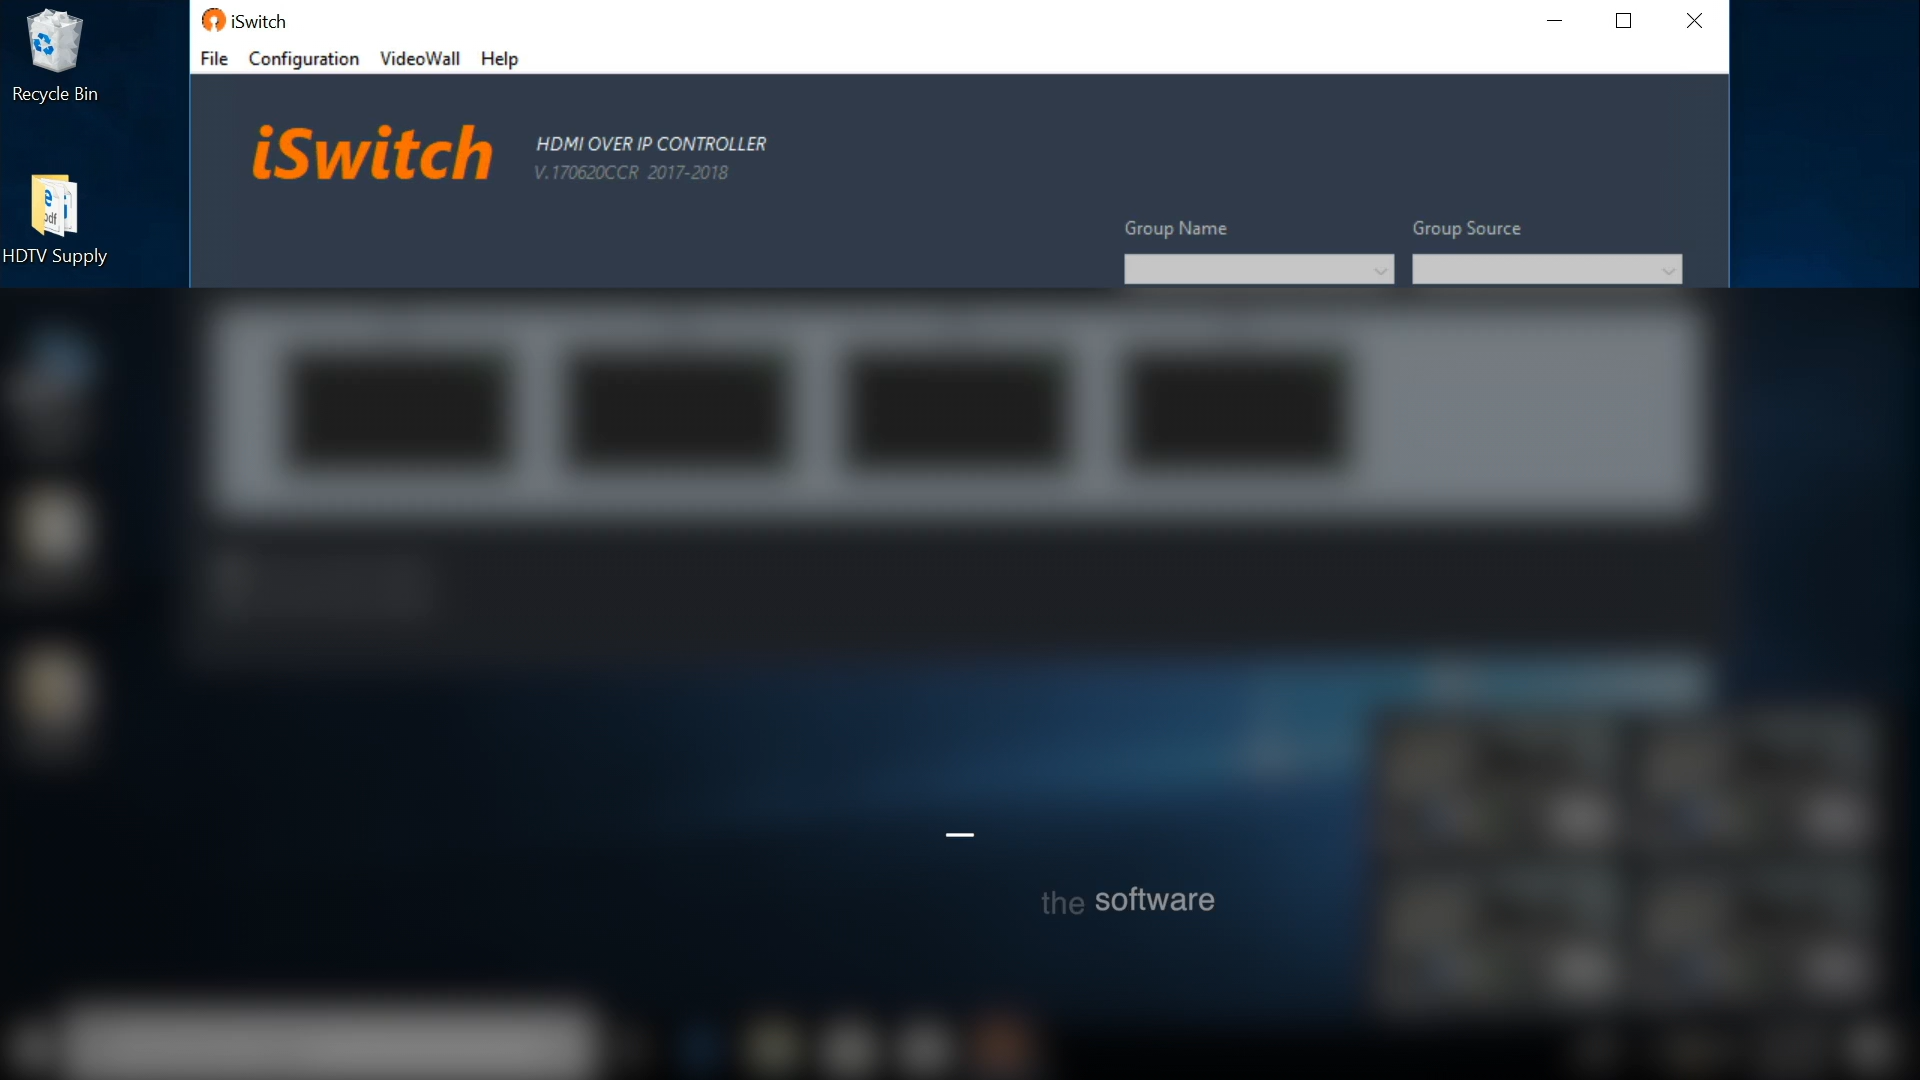 iSwitch
File Configuration VideoWall Help
Recycle Bin
iSwitch
HDMI OVER IP CONTROLLER
V.170620CCR 2017-2018
Group Name Group Source
pdf
HDTV Supply
the software